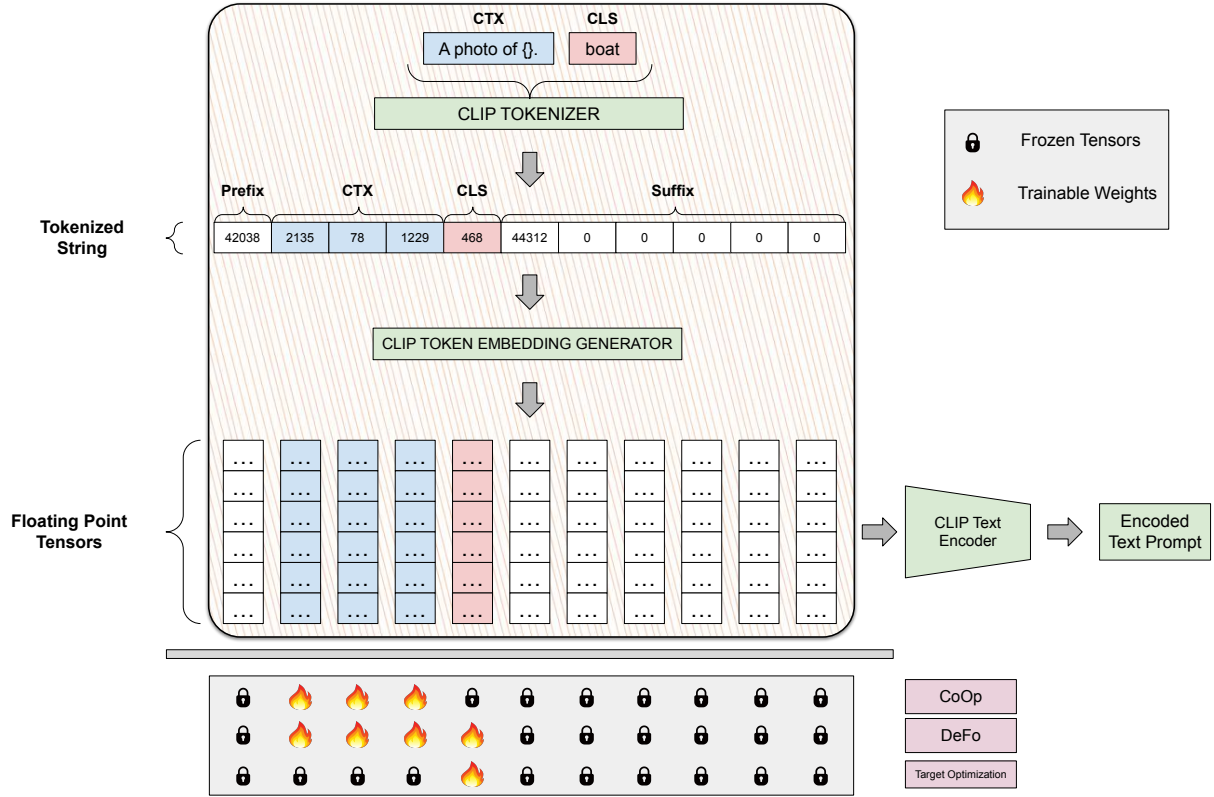 CTX CLS
A photo of {}. boat
CLIP TOKENIZER
Frozen Tensors
Trainable Weights
Prefix CTX CLS Suffix
Tokenized
String
42038 2135 78 1229 468 44312 0 0 0 0 0
CLIP TOKEN EMBEDDING GENERATOR
Floating Point
Tensors
... ... ... ... ... ... ... ... ... ... ...
... ... ... ... ... ... ... ... ... ... ...
... ... ... ... ... ... ... ... ... ... ...
... ... ... ... ... ... ... ... ... ... ...
... ... ... ... ... ... ... ... ... ... ...
... ... ... ... ... ... ... ... ... ... ...
CLIP Text
Encoder
Encoded
Text Prompt
CoOp
DeFo
Target Optimization